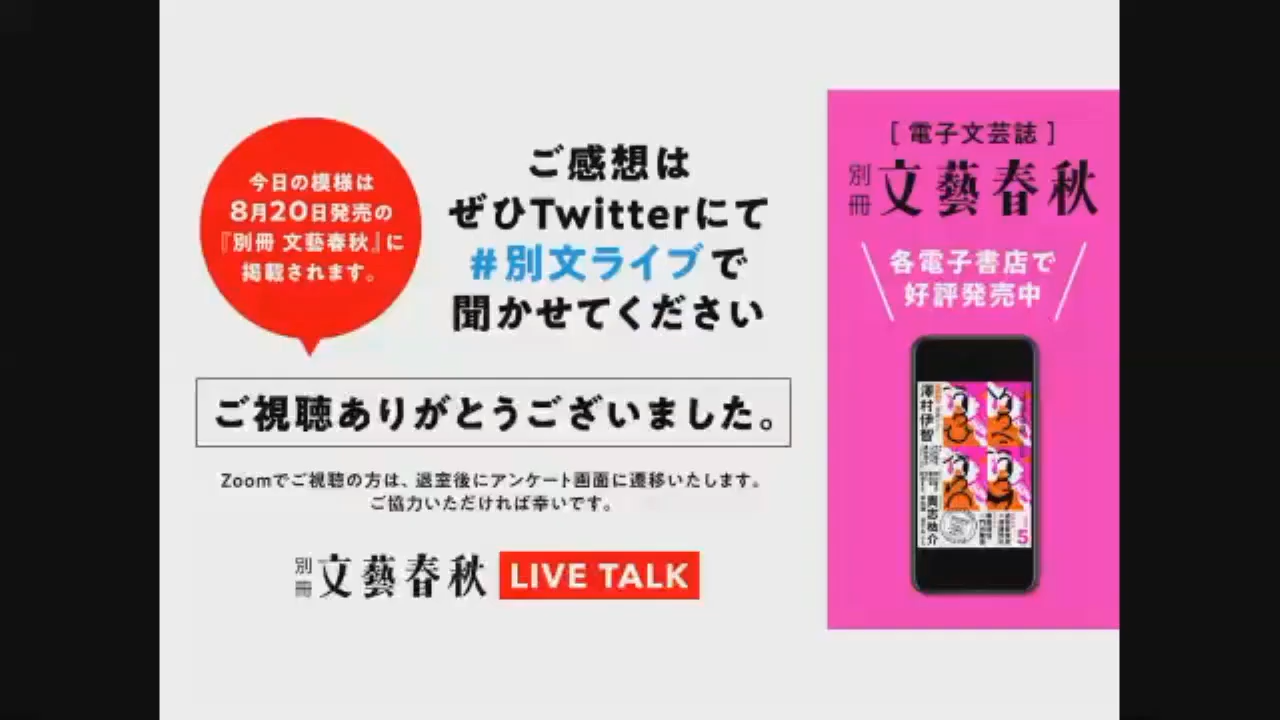 今日の模様は
8月20日発売の
『別冊 文藝春秋』に
掲載されます。
ご感想は
ぜひTwitterにて
#別文ライブで
聞かせてください
ご視聴ありがとうございました。
Zoomでご視聴の方は、退室後にアンケート画面に遷移いたします。
ご協力いただければ幸いです。
別冊 文藝春秋 LIVE TALK
[ 電子文芸誌 ]
別冊 文藝春秋
各電子書店で
好評発売中
澤村伊智
5